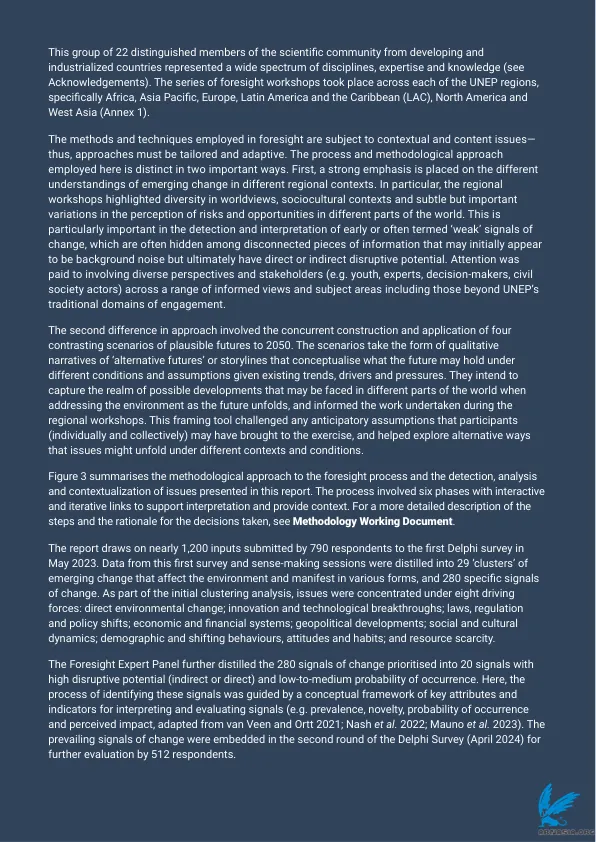 This group of 22 distinguished members of the scientific community from developing and
industrialized countries represented a wide spectrum of disciplines, expertise and knowledge (see
Acknowledgements). The series of foresight workshops took place across each of the UNEP regions,
specifically Africa, Asia Pacific, Europe, Latin America and the Caribbean (LAC), North America and
West Asia (Annex 1).
The methods and techniques employed in foresight are subject to contextual and content issues—
thus, approaches must be tailored and adaptive. The process and methodological approach
employed here is distinct in two important ways. First, a strong emphasis is placed on the different
understandings of emerging change in different regional contexts. In particular, the regional
workshops highlighted diversity in worldviews, sociocultural contexts and subtle but important
variations in the perception of risks and opportunities in different parts of the world. This is
particularly important in the detection and interpretation of early or often termed ‘weak’ signals of
change, which are often hidden among disconnected pieces of information that may initially appear
to be background noise but ultimately have direct or indirect disruptive potential. Attention was
paid to involving diverse perspectives and stakeholders (e.g. youth, experts, decision-makers, civil
society actors) across a range of informed views and subject areas including those beyond UNEP’s
traditional domains of engagement.
The second difference in approach involved the concurrent construction and application of four
contrasting scenarios of plausible futures to 2050. The scenarios take the form of qualitative
narratives of ‘alternative futures’ or storylines that conceptualise what the future may hold under
different conditions and assumptions given existing trends, drivers and pressures. They intend to
capture the realm of possible developments that may be faced in different parts of the world when
addressing the environment as the future unfolds, and informed the work undertaken during the
regional workshops. This framing tool challenged any anticipatory assumptions that participants
(individually and collectively) may have brought to the exercise, and helped explore alternative ways
that issues might unfold under different contexts and conditions.
Figure 3 summarises the methodological approach to the foresight process and the detection, analysis
and contextualization of issues presented in this report. The process involved six phases with interactive
and iterative links to support interpretation and provide context. For a more detailed description of the
steps and the rationale for the decisions taken, see Methodology Working Document.
The report draws on nearly 1,200 inputs submitted by 790 respondents to the first Delphi survey in
May 2023. Data from this first survey and sense-making sessions were distilled into 29 ‘clusters’ of
emerging change that affect the environment and manifest in various forms, and 280 specific signals
of change. As part of the initial clustering analysis, issues were concentrated under eight driving
forces: direct environmental change; innovation and technological breakthroughs; laws, regulation
and policy shifts; economic and financial systems; geopolitical developments; social and cultural
dynamics; demographic and shifting behaviours, attitudes and habits; and resource scarcity.
The Foresight Expert Panel further distilled the 280 signals of change prioritised into 20 signals with
high disruptive potential (indirect or direct) and low-to-medium probability of occurrence. Here, the
process of identifying these signals was guided by a conceptual framework of key attributes and
indicators for interpreting and evaluating signals (e.g. prevalence, novelty, probability of occurrence
and perceived impact, adapted from van Veen and Ortt 2021; Nash et al. 2022; Mauno et al. 2023). The
prevailing signals of change were embedded in the second round of the Delphi Survey (April 2024) for
further evaluation by 512 respondents.